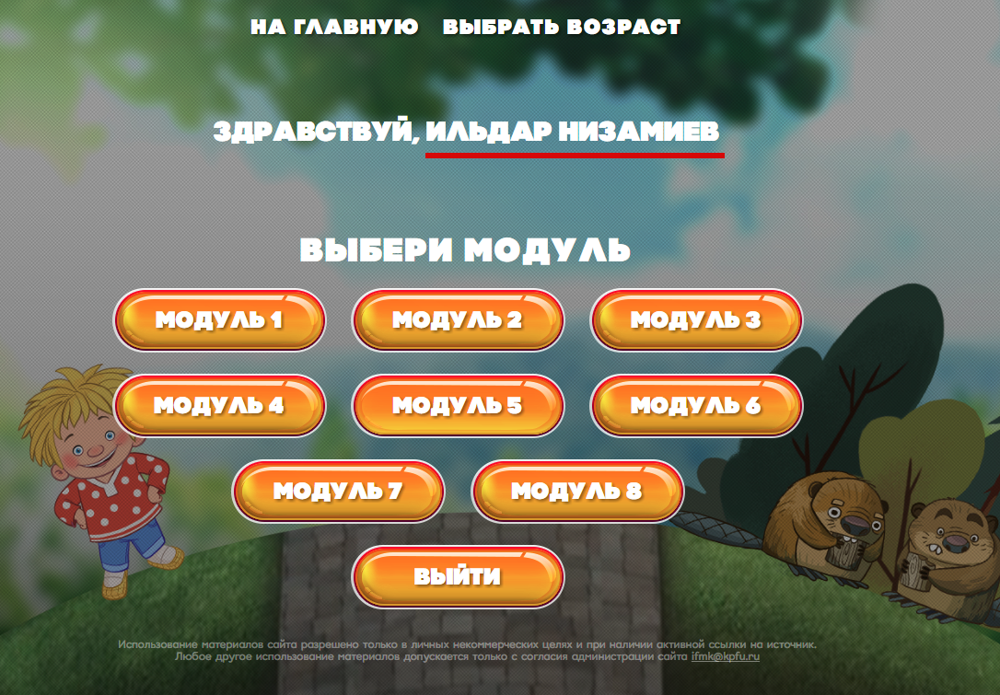 НА ГЛАВНУЮ ВЫБРАТЬ ВОЗРАСТ
ЗДРАВСТВУЙ, ИЛЬДАР НИЗАМИЕВ
ВЫБЕРИ МОДУЛЬ
МОДУЛЬ 1 МОДУЛЬ 2 МОДУЛЬ 3
МОДУЛЬ 4 МОДУЛЬ 5 МОДУЛЬ 6
МОДУЛЬ 7 МОДУЛЬ 8
ВЫЙТИ
Использование материалов сайта разрешено только в личных некоммерческих целях и при наличии активной ссылки на источник.
Любое другое использование материалов допускается только с согласия администрации сайта ifmk@kpfu.ru